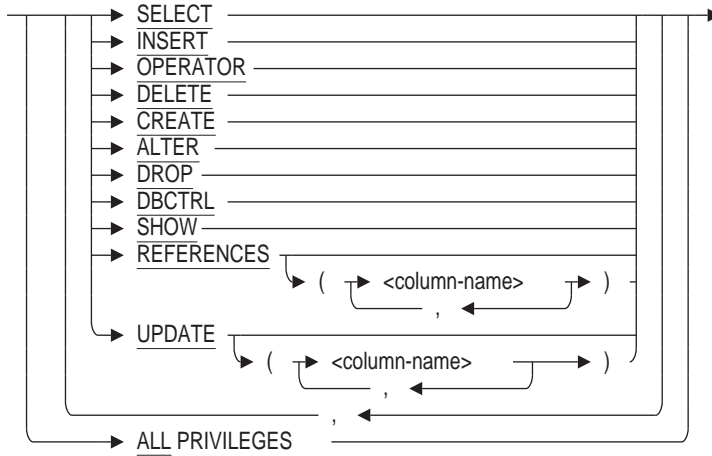 SELECT
INSERT
OPERATOR
DELETE
CREATE
ALTER
DROP
DBCTRL
SHOW
REFERENCES
( <column-name> )
,
UPDATE
( <column-name> )
,
,
ALL PRIVILEGES